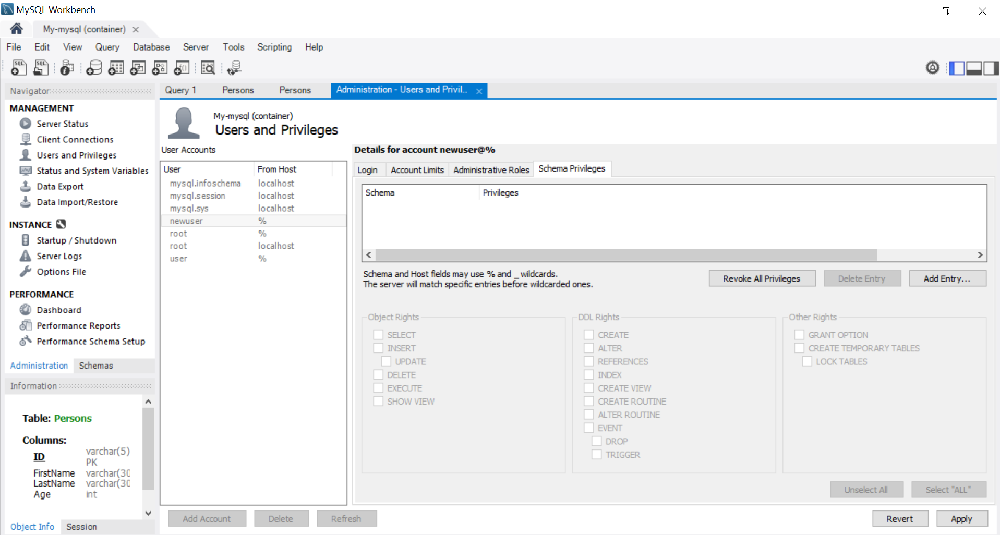 MySQL Workbench
My-mysql (container)
File Edit View Query Database Server Tools Scripting Help
SQL SQL
Navigator
MANAGEMENT
Server Status
Client Connections
Users and Privileges
Status and System Variables
Data Export
Data Import/Restore
INSTANCE
Startup / Shutdown
Server Logs
Options File
PERFORMANCE
Dashboard
Performance Reports
Performance Schema Setup
Administration Schemas
Information
Table: Persons
Columns:
ID varchar(5)
PK
FirstName varchar(30
LastName varchar(30
Age int
Object Info Session
Query 1 Persons Persons Administration - Users and Privil...
My-mysql (container)
Users and Privileges
User Accounts
User From Host
mysql.infoschema localhost
mysql.session localhost
mysql.sys localhost
newuser %
root %
root localhost
user %
Add Account Delete Refresh
Details for account newuser@%
Login Account Limits Administrative Roles Schema Privileges
Schema Privileges
Schema and Host fields may use % and _ wildcards.
The server will match specific entries before wildcarded ones.
Revoke All Privileges Delete Entry Add Entry...
Object Rights
SELECT
INSERT
UPDATE
DELETE
EXECUTE
SHOW VIEW
DDL Rights
CREATE
ALTER
REFERENCES
INDEX
CREATE VIEW
CREATE ROUTINE
ALTER ROUTINE
EVENT
DROP
TRIGGER
Other Rights
GRANT OPTION
CREATE TEMPORARY TABLES
LOCK TABLES
Unselect All Select "ALL"
Revert Apply